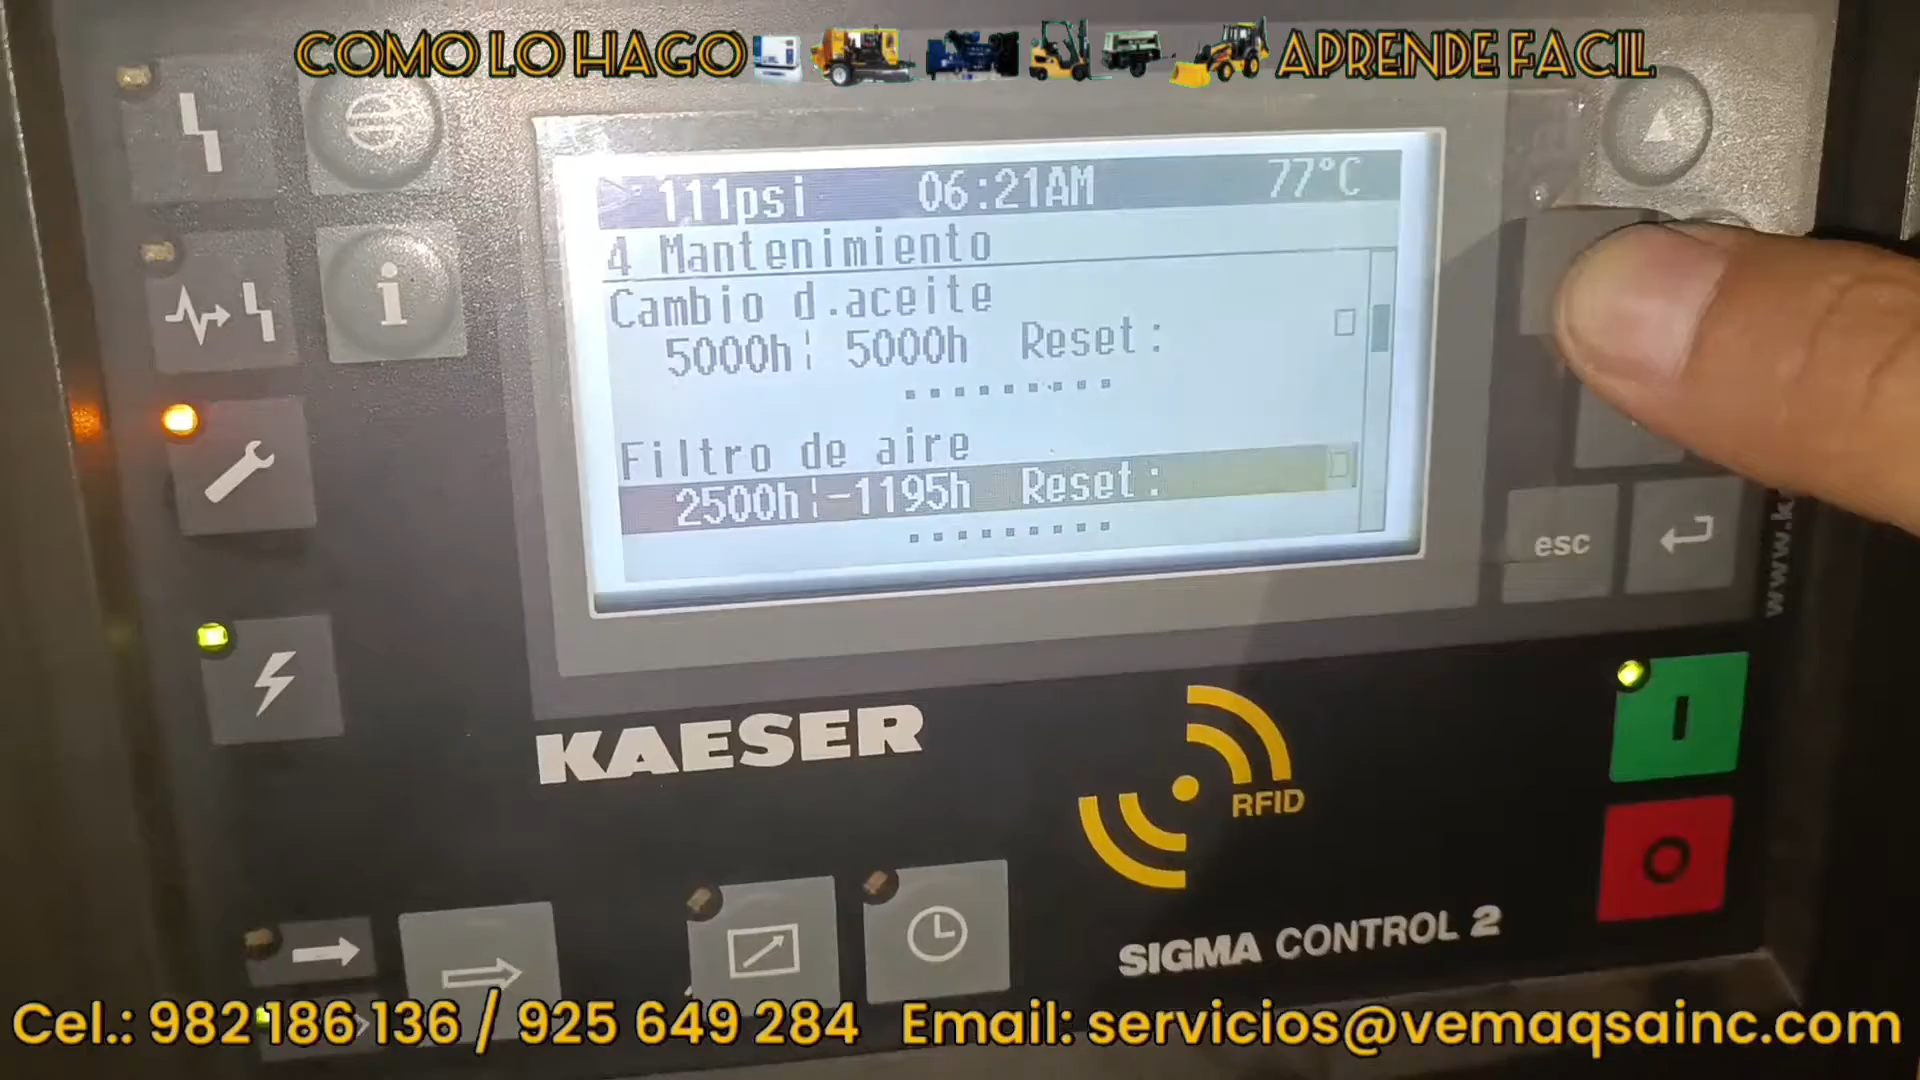 COMO LO HAGO APRENDE FACIL
111psi 06:21AM 77°C
4 Mantenimiento
Cambio d.aceite
5000h¦ 5000h Reset:
Filtro de aire
2500h¦-1195h Reset:
i
esc
KAESER
RFID
SIGMA CONTROL 2
I
O
Cel.: 982 186 136 / 925 649 284 Email: servicios@vemaqsainc.com